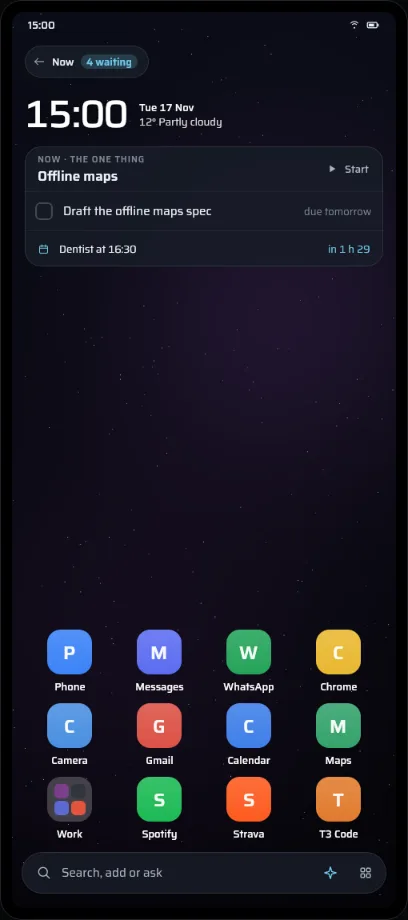 15:00
Now 4 waiting
15:00
Tue 17 Nov
12° Partly cloudy
NOW · THE ONE THING
Offline maps
Start
Draft the offline maps spec due tomorrow
Dentist at 16:30 in 1 h 29
P M W C
Phone Messages WhatsApp Chrome
C G C M
Camera Gmail Calendar Maps
S S T
Work Spotify Strava T3 Code
Search, add or ask